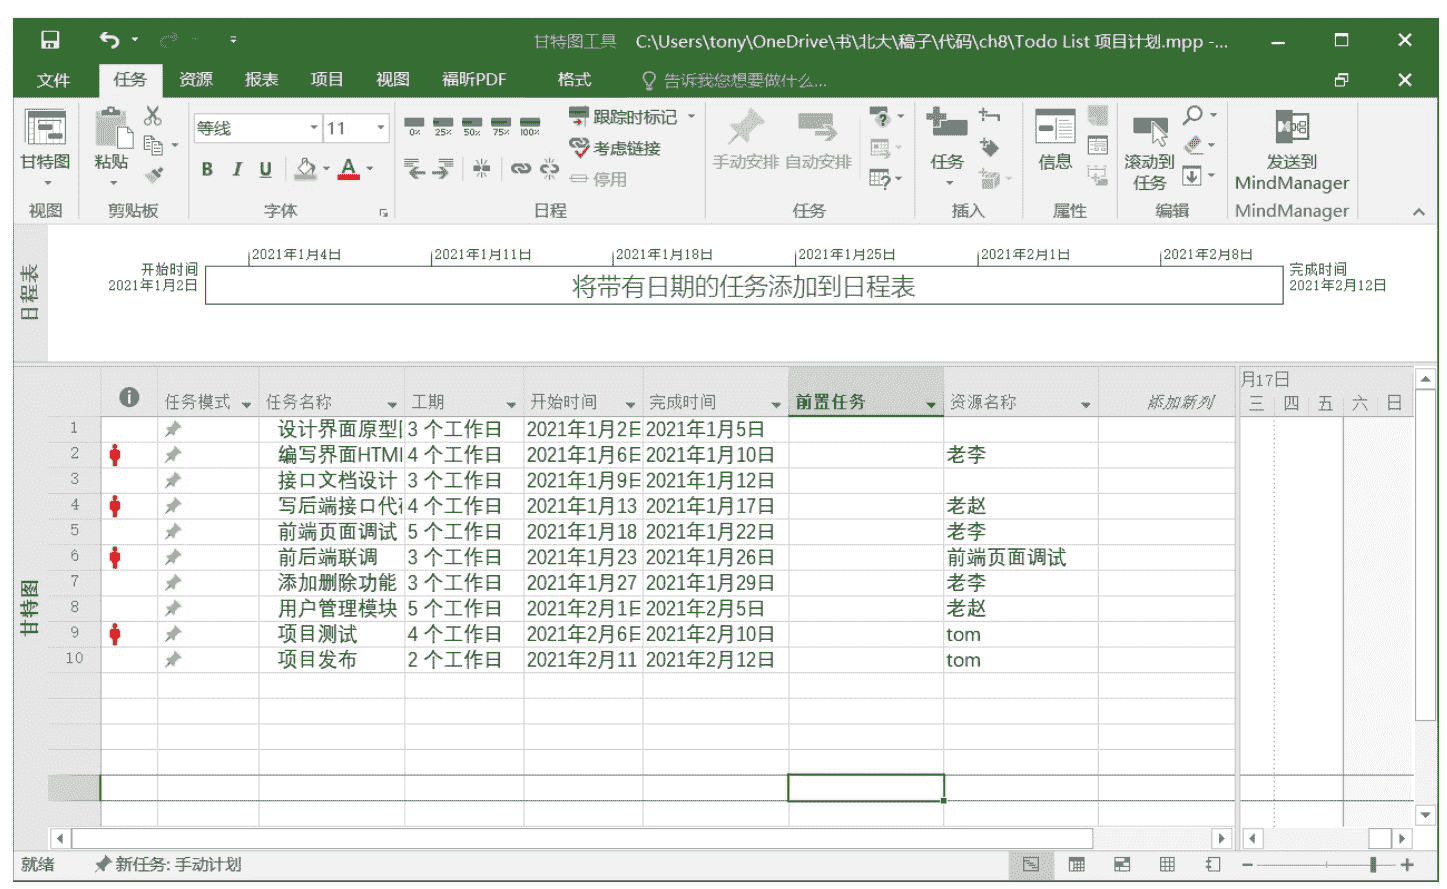 甘特图工具 C:\Users\tony\OneDrive\书\北大\稿子\代码\ch8\Todo List 项目计划.mpp -...
文件 任务 资源 报表 项目 视图 福昕PDF 格式 告诉我您想要做什么...
甘特图
视图
粘贴
剪贴板
等线 11
B I U A
字体
0% 25% 50% 75% 100%
跟踪时标记
考虑链接
停用
日程
手动安排 自动安排
任务
任务
插入
信息
属性
滚动到
任务
编辑
发送到
MindManager
MindManager
日程表
2021年1月4日 2021年1月11日 2021年1月18日 2021年1月25日 2021年2月1日 2021年2月8日
开始时间
2021年1月2日
将带有日期的任务添加到日程表
完成时间
2021年2月12日
甘特图
任务模式 任务名称 工期 开始时间 完成时间 前置任务 资源名称 添加新列
月17日
三 四 五 六 日
1 设计界面原型 3 个工作日 2021年1月2日 2021年1月5日
2 编写界面HTM 4 个工作日 2021年1月6日 2021年1月10日 老李
3 接口文档设计 3 个工作日 2021年1月9日 2021年1月12日
4 写后端接口代 4 个工作日 2021年1月13 2021年1月17日 老赵
5 前端页面调试 5 个工作日 2021年1月18 2021年1月22日 老李
6 前后端联调 3 个工作日 2021年1月23 2021年1月26日 前端页面调试
7 添加删除功能 3 个工作日 2021年1月27 2021年1月29日 老李
8 用户管理模块 5 个工作日 2021年2月1日 2021年2月5日 老赵
9 项目测试 4 个工作日 2021年2月6日 2021年2月10日 tom
10 项目发布 2 个工作日 2021年2月11 2021年2月12日 tom
就绪 新任务: 手动计划